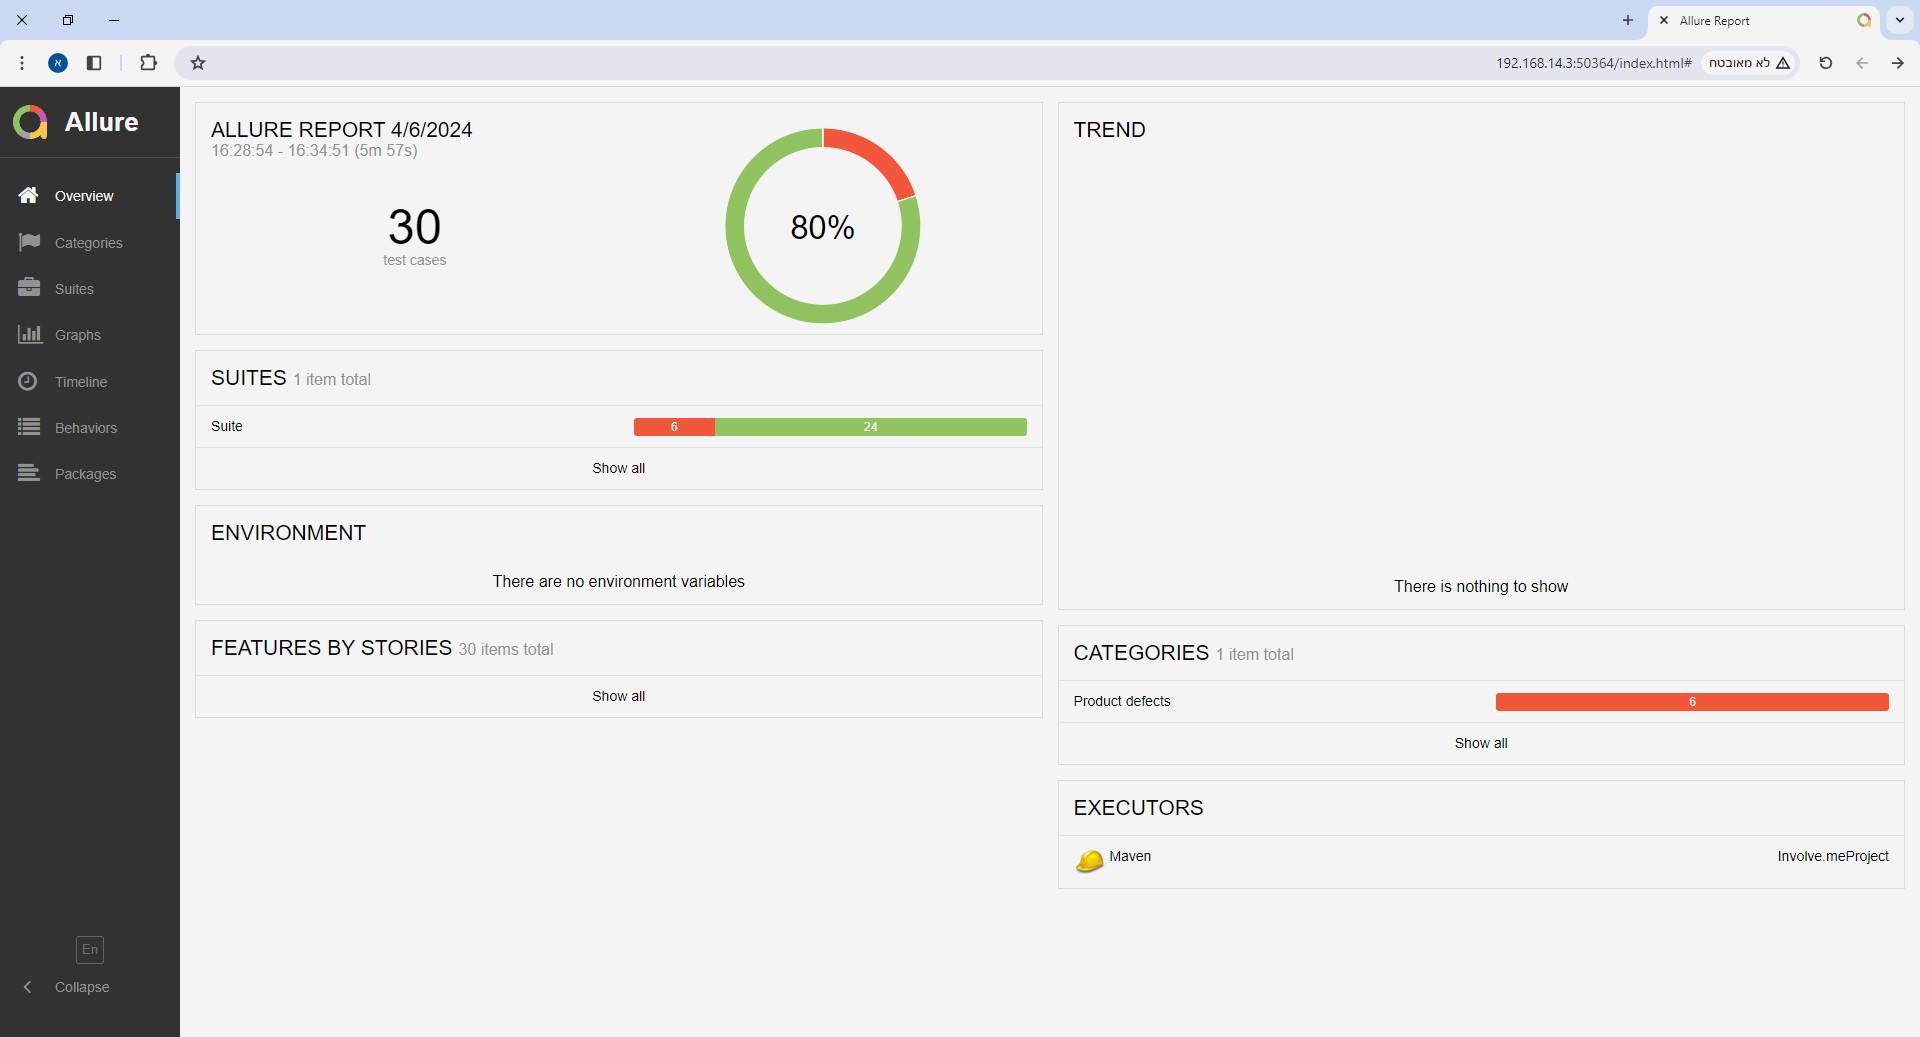 Allure Report
192.168.14.3:50364/index.html#
לא מאובטח
א
Allure
Overview
Categories
Suites
Graphs
Timeline
Behaviors
Packages
En
Collapse
ALLURE REPORT 4/6/2024
16:28:54 - 16:34:51 (5m 57s)
30
test cases
80%
SUITES 1 item total
Suite 6 24
Show all
ENVIRONMENT
There are no environment variables
FEATURES BY STORIES 30 items total
Show all
TREND
There is nothing to show
CATEGORIES 1 item total
Product defects 6
Show all
EXECUTORS
Maven Involve.meProject